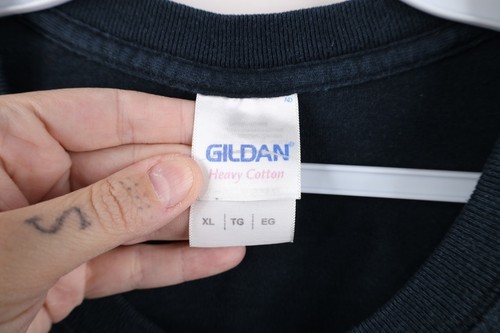 GILDAN®
Heavy Cotton
XL | TG | EG